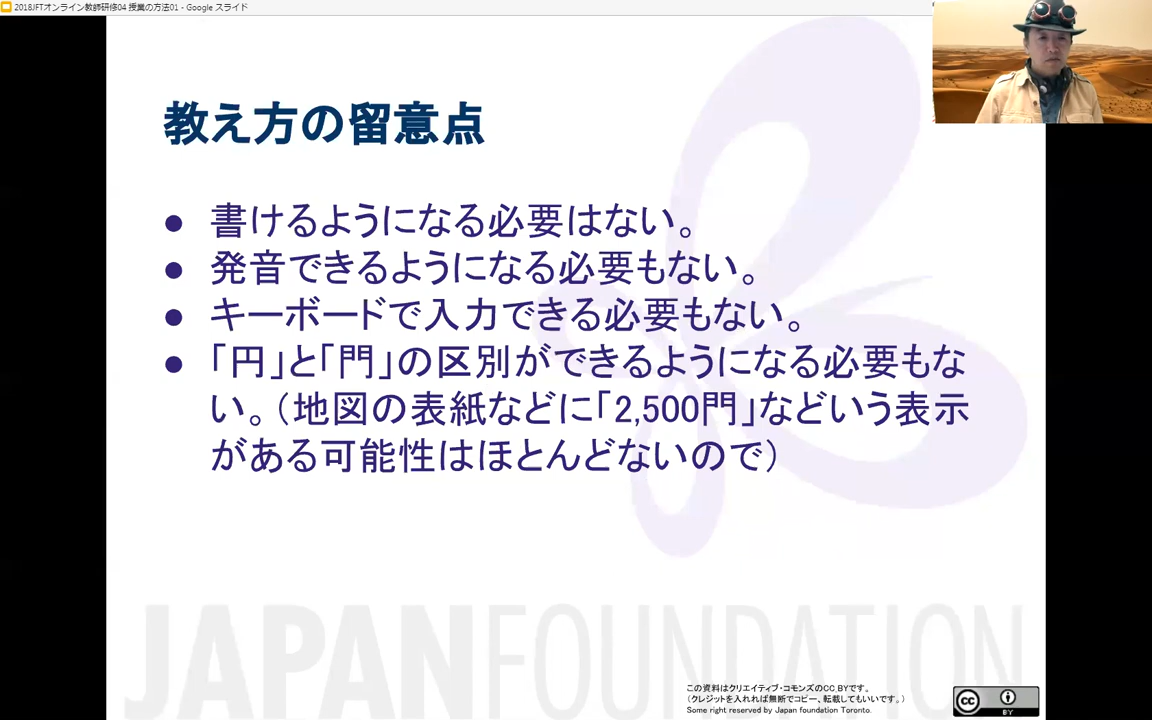 2018JFTオンライン教師研修04 授業の方法01 - Google スライド
教え方の留意点
● 書けるようになる必要はない。
● 発音できるようになる必要もない。
● キーボードで入力できる必要もない。
● 「円」と「門」の区別ができるようになる必要もな
い。（地図の表紙などに「2,500門」などいう表示
がある可能性はほとんどないので）
JAPANFOUNDATION
この資料はクリエイティブ・コモンズのCC_BYです。
（クレジットを入れれば無断でコピー、転載してもいいです。）
Some right reserved by Japan foundation Toronto.
cc
BY